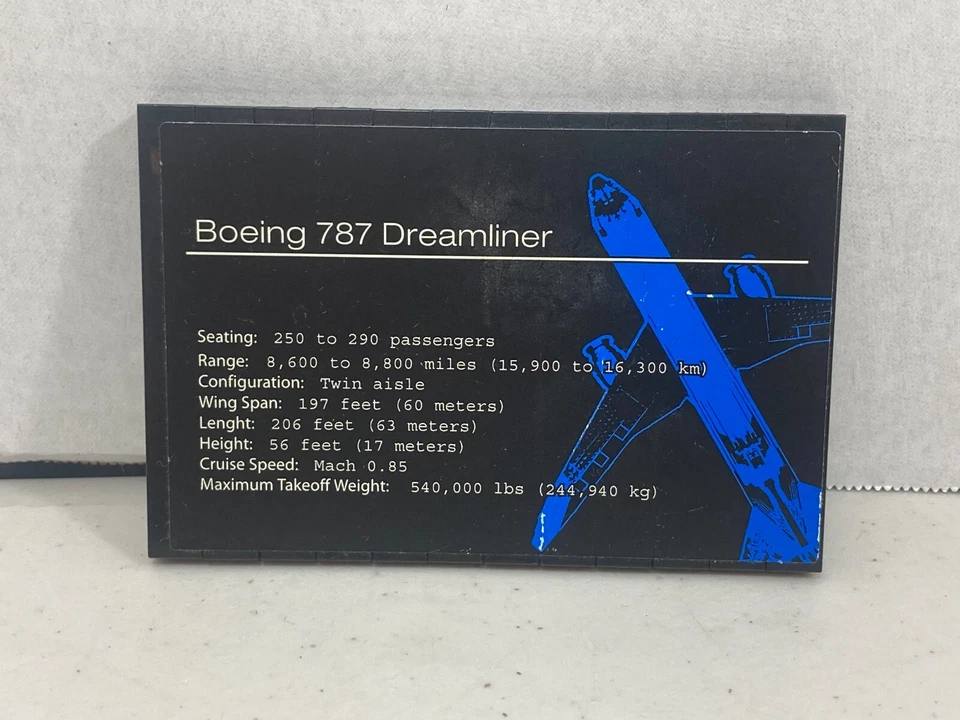 Boeing 787 Dreamliner
Seating: 250 to 290 passengers
Range: 8,600 to 8,800 miles (15,900 to 16,300 km)
Configuration: Twin aisle
Wing Span: 197 feet (60 meters)
Lenght: 206 feet (63 meters)
Height: 56 feet (17 meters)
Cruise Speed: Mach 0.85
Maximum Takeoff Weight: 540,000 lbs (244,940 kg)